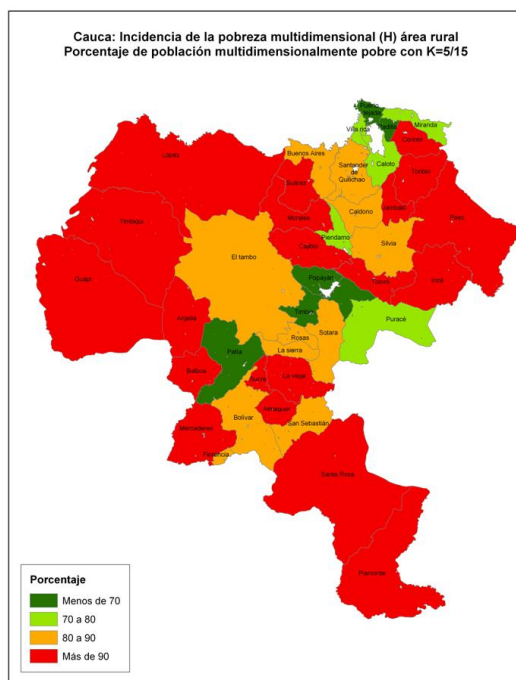 Cauca: Incidencia de la pobreza multidimensional (H) área rural
Porcentaje de población multidimensionalmente pobre con K=5/15
Padilla
Miranda
Villa rica
Corinto
Buenos Aires
Santander
de
Quilichao
Caloto
López
Suárez
Toribio
Caldono
Jambaló
Morales
Páez
Timbiquí
Piendamo
Silvia
El tambo
Cajibío
Guapi
Popayán
Totoró
Inzá
Timbío
Argelia
Puracé
Rosas
Sotara
La sierra
Patía
Balboa
Sucre
La vega
Almaguer
Bolívar
San Sebastián
Mercaderes
Florencia
Santa Rosa
Piamonte
Porcentaje
Menos de 70
70 a 80
80 a 90
Más de 90